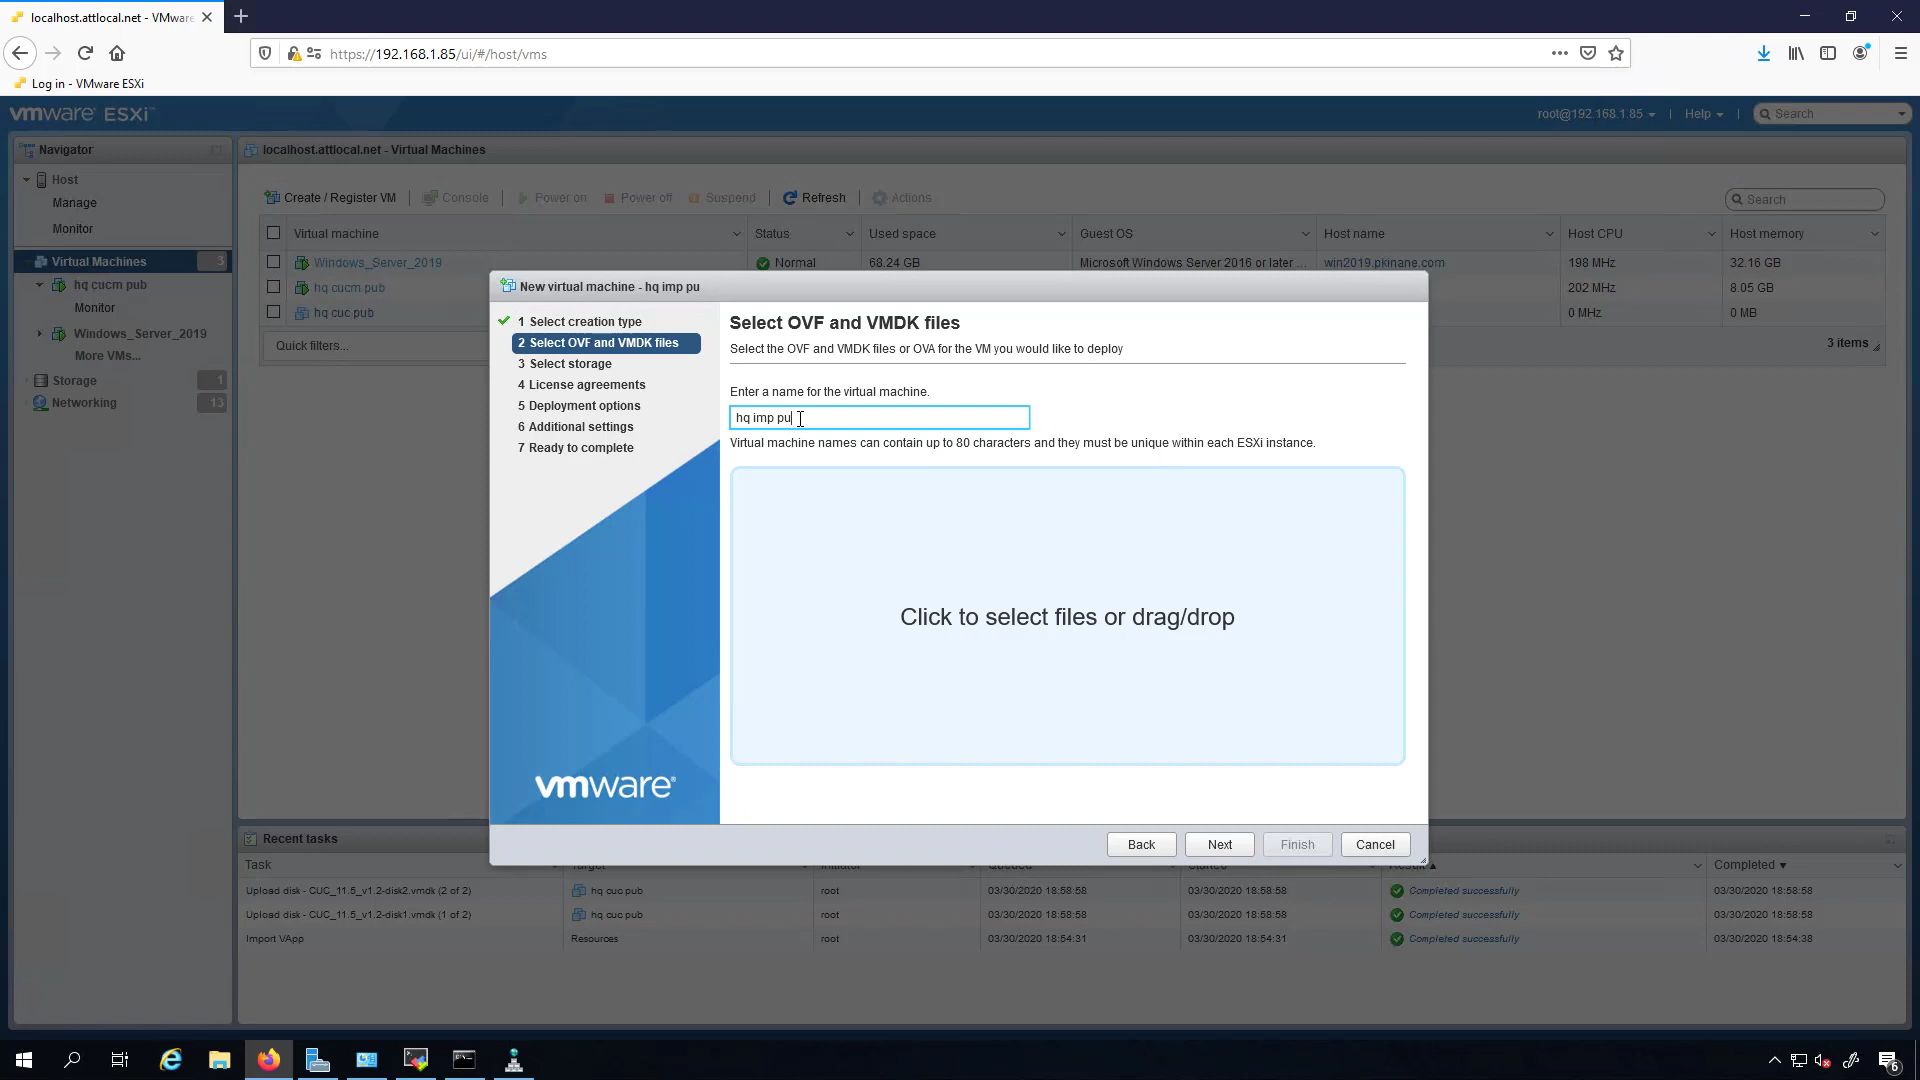 localhost.attlocal.net - VMware
https://192.168.1.85/ui/#/host/vms
Log in - VMware ESXi
vmware ESXi
root@192.168.1.85 | Help | Search
Navigator
Host
Manage
Monitor
Virtual Machines 3
hq cucm pub
Monitor
Windows_Server_2019
More VMs...
Storage 1
Networking 13
localhost.attlocal.net - Virtual Machines
Create / Register VM | Console | Power on Power off Suspend | Refresh | Actions
Search
Virtual machine Status Used space Guest OS Host name Host CPU Host memory
Windows_Server_2019 Normal 68.24 GB Microsoft Windows Server 2016 or later ... win2019.pkinane.com 198 MHz 32.16 GB
hq cucm pub 202 MHz 8.05 GB
hq cuc pub 0 MHz 0 MB
Quick filters...
3 items
New virtual machine - hq imp pu
1 Select creation type
2 Select OVF and VMDK files
3 Select storage
4 License agreements
5 Deployment options
6 Additional settings
7 Ready to complete
vmware
Select OVF and VMDK files
Select the OVF and VMDK files or OVA for the VM you would like to deploy
Enter a name for the virtual machine.
hq imp pu
Virtual machine names can contain up to 80 characters and they must be unique within each ESXi instance.
Click to select files or drag/drop
Back Next Finish Cancel
Recent tasks
Task Target Initiator Queued Started Result Completed
Upload disk - CUC_11.5_v1.2-disk2.vmdk (2 of 2) hq cuc pub root 03/30/2020 18:58:58 03/30/2020 18:58:58 Completed successfully 03/30/2020 18:58:58
Upload disk - CUC_11.5_v1.2-disk1.vmdk (1 of 2) hq cuc pub root 03/30/2020 18:58:58 03/30/2020 18:58:58 Completed successfully 03/30/2020 18:58:58
Import VApp Resources root 03/30/2020 18:54:31 03/30/2020 18:54:31 Completed successfully 03/30/2020 18:54:38
6